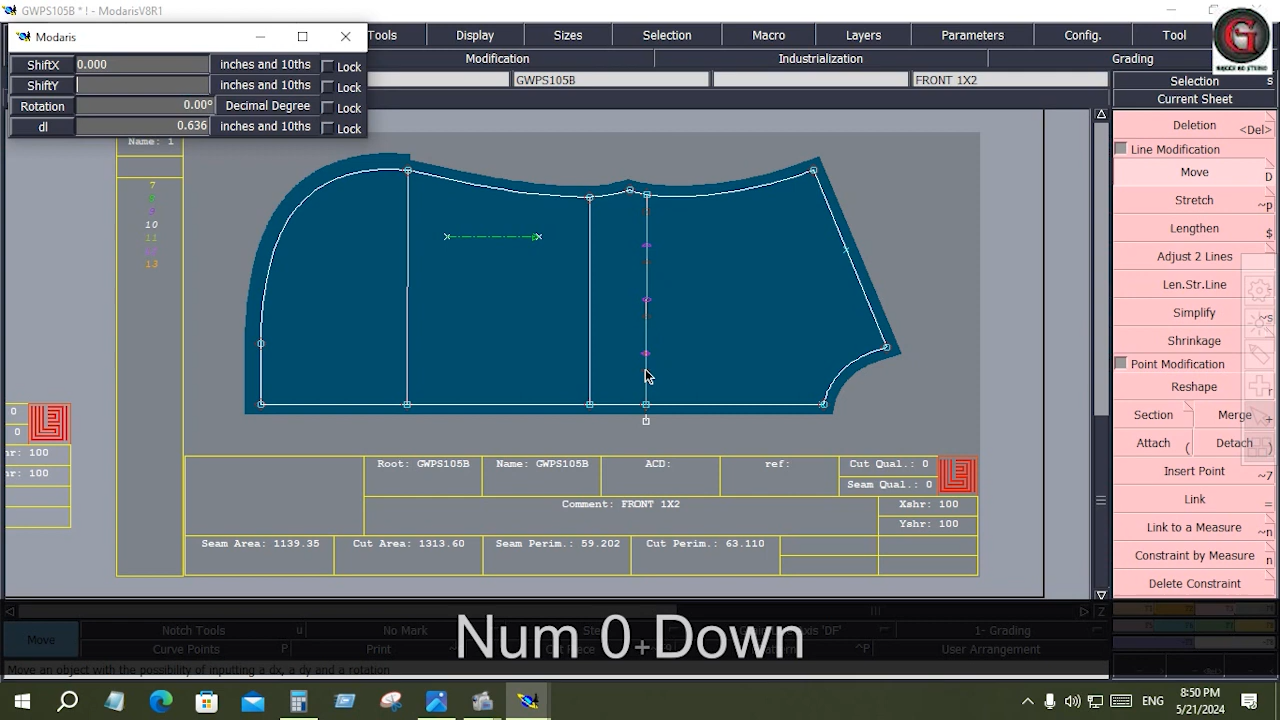 GWPS105B * ! - ModarisV8R1
Modaris
Tools
Display
Sizes
Selection
Macro
Layers
Parameters
Config.
Tool
G
Modification
Industrialization
Grading
ShiftX 0.000 inches and 10ths Lock
ShiftY inches and 10ths Lock
Rotation 0.00° Decimal Degree Lock
dl 0.636 inches and 10ths Lock
GWPS105B
FRONT 1X2
Selection s
Current Sheet
Deletion <Del>
Line Modification
Move D
Stretch ~p
Lengthen $
Adjust 2 Lines
Len.Str.Line
Simplify ~s
Shrinkage
Point Modification
Reshape r
Section Merge +
Attach ( Detach
Insert Point ~7
Link =
Link to a Measure ~n
Constraint by Measure n
Delete Constraint
Name: 1
7
9
10
11
13
0
0
rs: 100
hr: 100
Root: GWPS105B
Name: GWPS105B
ACD:
ref:
Cut Qual.: 0
Seam Qual.: 0
Comment: FRONT 1X2
Xshr: 100
Yshr: 100
Seam Area: 1139.35
Cut Area: 1313.60
Seam Perim.: 59.202
Cut Perim.: 63.110
Z
Move
Notch Tools u
No Mark
1- Grading
Curve Points P
Print
^P
User Arrangement
Num 0+Down
Move an object with the possibility of inputting a dx, a dy and a rotation
ENG
8:50 PM
5/21/2024